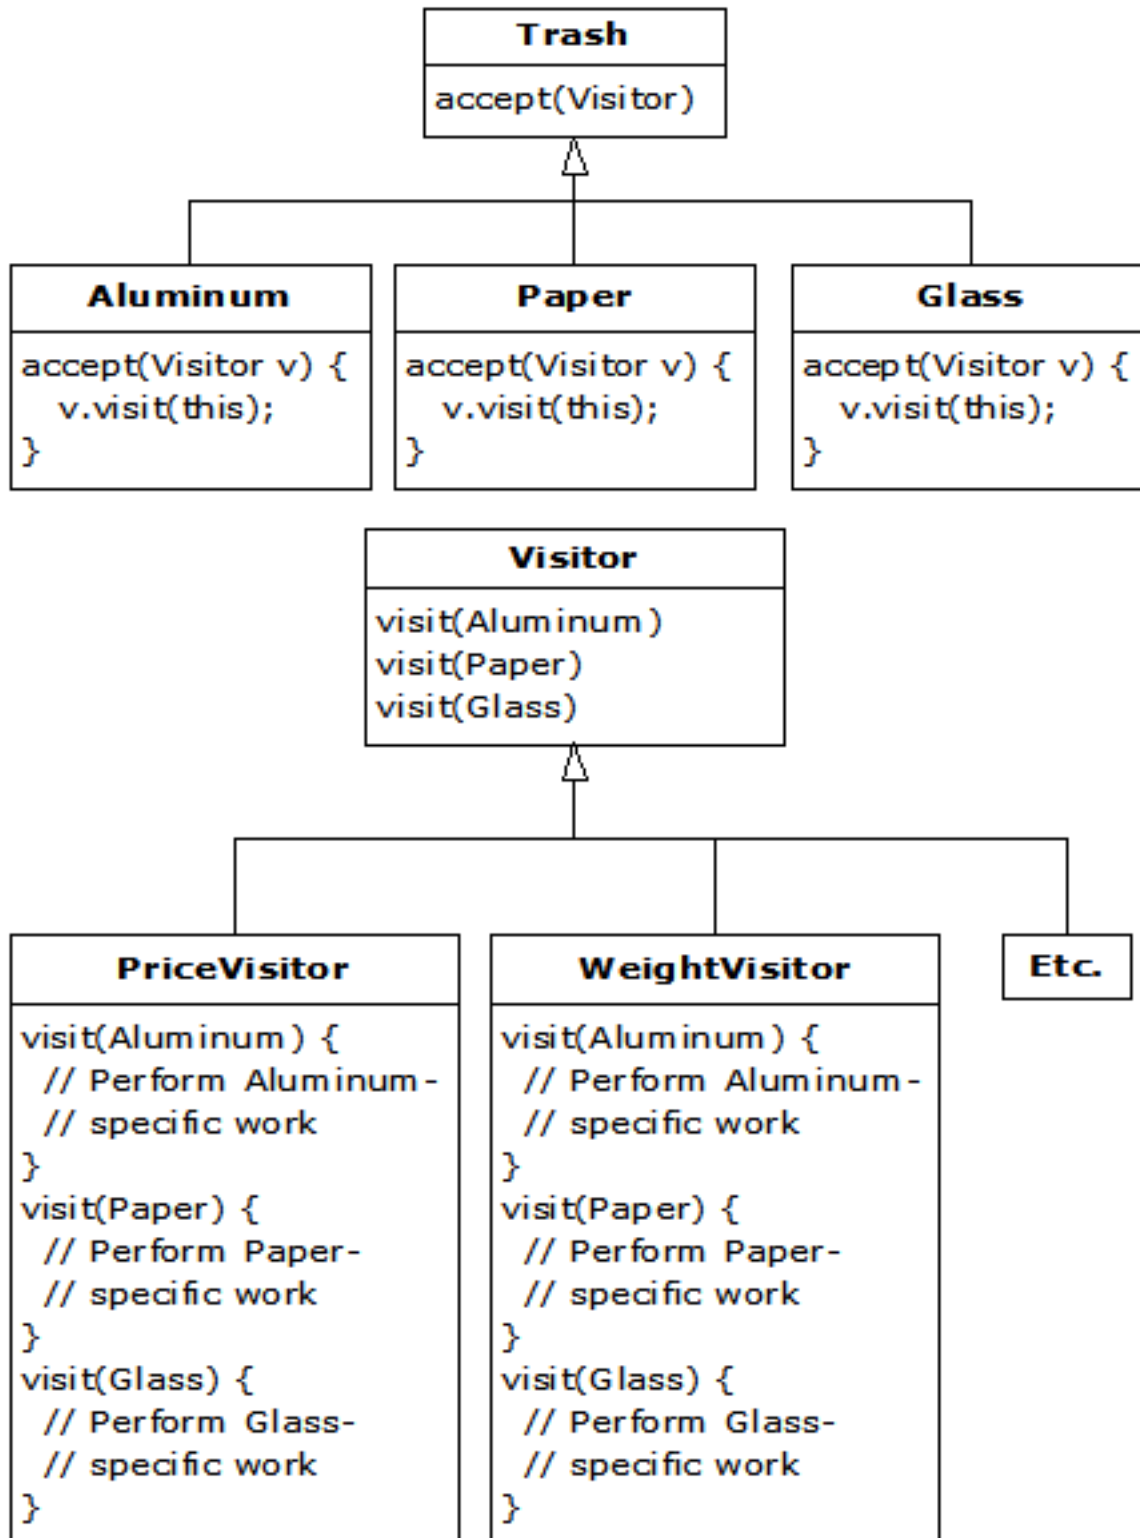 Trash
accept(Visitor)
Aluminum
accept(Visitor v) {
v.visit(this);
}
Paper
accept(Visitor v) {
v.visit(this);
}
Glass
accept(Visitor v) {
v.visit(this);
}
Visitor
visit(Aluminum)
visit(Paper)
visit(Glass)
PriceVisitor
visit(Aluminum) {
// Perform Aluminum-
// specific work
}
visit(Paper) {
// Perform Paper-
// specific work
}
visit(Glass) {
// Perform Glass-
// specific work
}
WeightVisitor
visit(Aluminum) {
// Perform Aluminum-
// specific work
}
visit(Paper) {
// Perform Paper-
// specific work
}
visit(Glass) {
// Perform Glass-
// specific work
}
Etc.